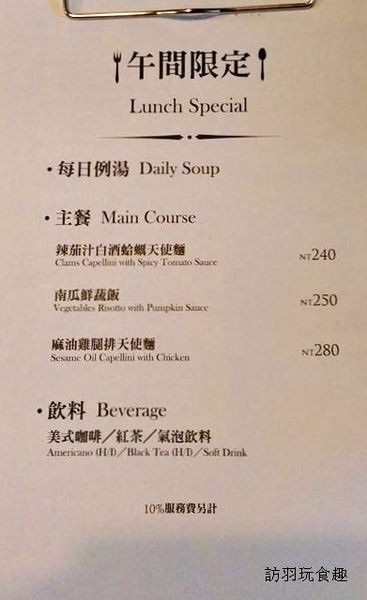 午間限定
Lunch Special
•每日例湯 Daily Soup
•主餐 Main Course
辣茄汁白酒蛤蠣天使麵
Clams Capellini with Spicy Tomato Sauce
NT240
南瓜鮮蔬飯
Vegetables Risotto with Pumpkin Sauce
NT250
麻油雞腿排天使麵
Sesame Oil Capellini with Chicken
NT280
•飲料 Beverage
美式咖啡／紅茶／氣泡飲料
Americano (H/I)／Black Tea (H/I)／Soft Drink
10%服務費另計
訪羽玩食趣